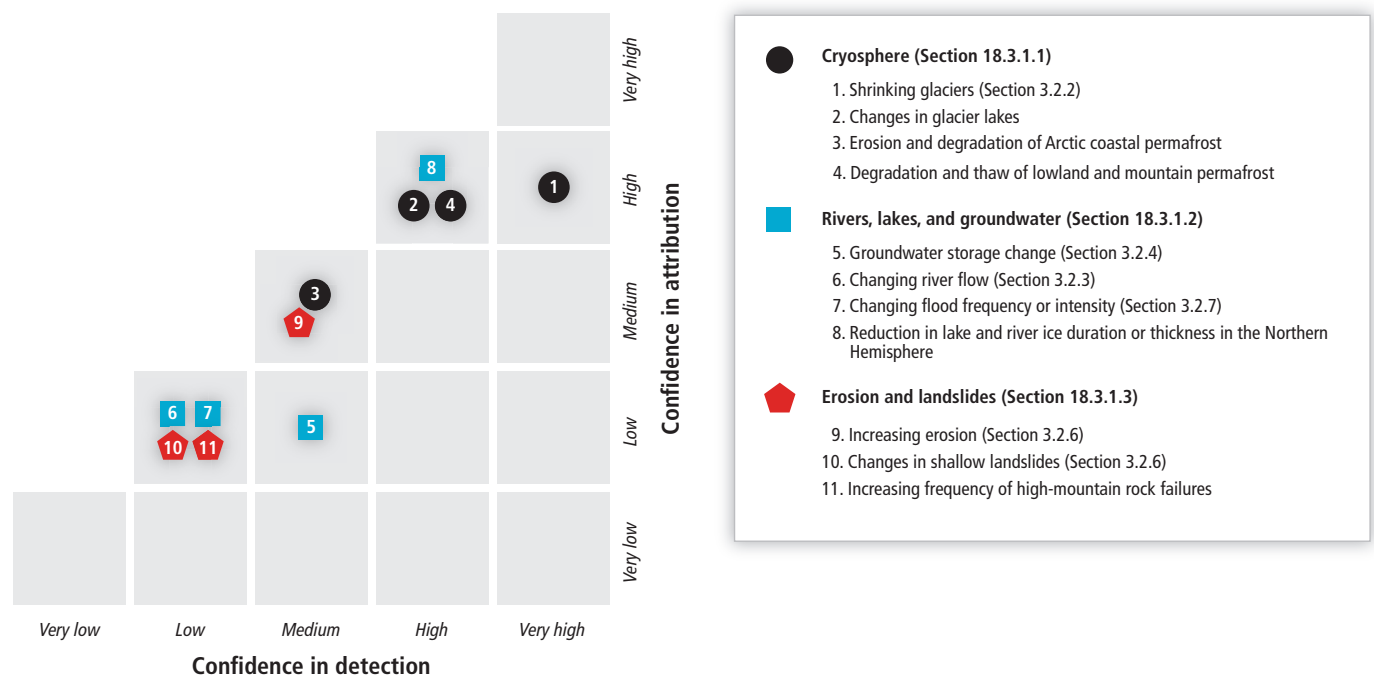 Very high
High
Medium
Low
Very low
Confidence in attribution
8
2
4
1
3
9
6
7
10
11
5
Very low
Low
Medium
High
Very high
Confidence in detection
Cryosphere (Section 18.3.1.1)
1. Shrinking glaciers (Section 3.2.2)
2. Changes in glacier lakes
3. Erosion and degradation of Arctic coastal permafrost
4. Degradation and thaw of lowland and mountain permafrost
Rivers, lakes, and groundwater (Section 18.3.1.2)
5. Groundwater storage change (Section 3.2.4)
6. Changing river flow (Section 3.2.3)
7. Changing flood frequency or intensity (Section 3.2.7)
8. Reduction in lake and river ice duration or thickness in the Northern
Hemisphere
Erosion and landslides (Section 18.3.1.3)
9. Increasing erosion (Section 3.2.6)
10. Changes in shallow landslides (Section 3.2.6)
11. Increasing frequency of high-mountain rock failures